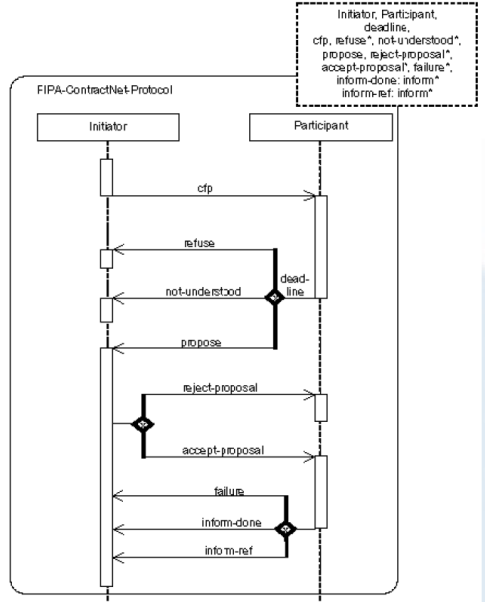 Initiator, Participant,
deadline,
cfp, refuse*, not-understood*,
propose, reject-proposal*,
accept-proposal*, failure*,
inform-done: inform*
inform-ref: inform*
FIPA-ContractNet-Protocol
Initiator
Participant
cfp
refuse
dead-
line
not-understood
propose
reject-proposal
accept-proposal
failure
inform-done
inform-ref